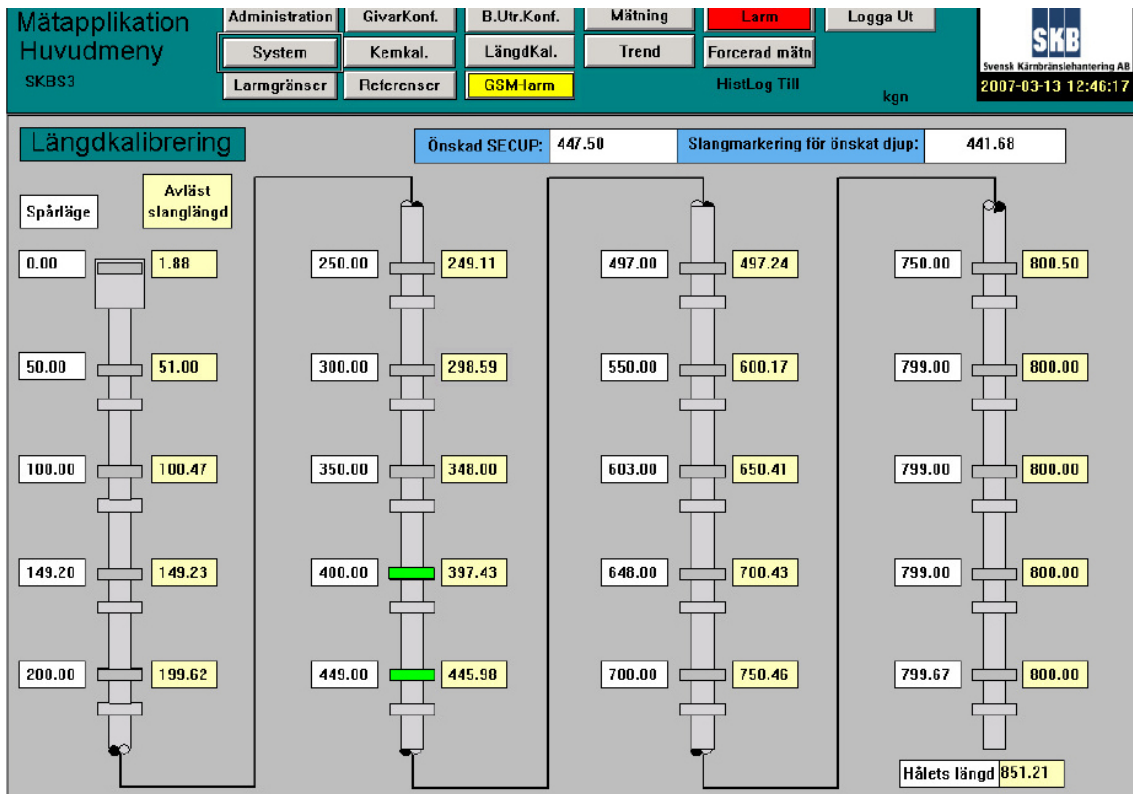 Mätapplikation
Huvudmeny
SKBS3
Administration GivarKonf. B.Utr.Konf. Mätning Larm Logga Ut
System Kemkal. LängdKal. Trend Forcerad mätn
Larmgränser Referenser GSM-larm HistLog Till kgn
SKB
Svensk Kärnbränslehantering AB
2007-03-13 12:46:17
Längdkalibrering
Önskad SECUP: 447.50 Slangmarkering för önskat djup: 441.68
Spårläge Avläst
slanglängd
0.00 1.88 250.00 249.11 497.00 497.24 750.00 800.50
50.00 51.00 300.00 298.59 550.00 600.17 799.00 800.00
100.00 100.47 350.00 348.00 603.00 650.41 799.00 800.00
149.20 149.23 400.00 397.43 648.00 700.43 799.00 800.00
200.00 199.62 449.00 445.98 700.00 750.46 799.67 800.00
Hålets längd 851.21